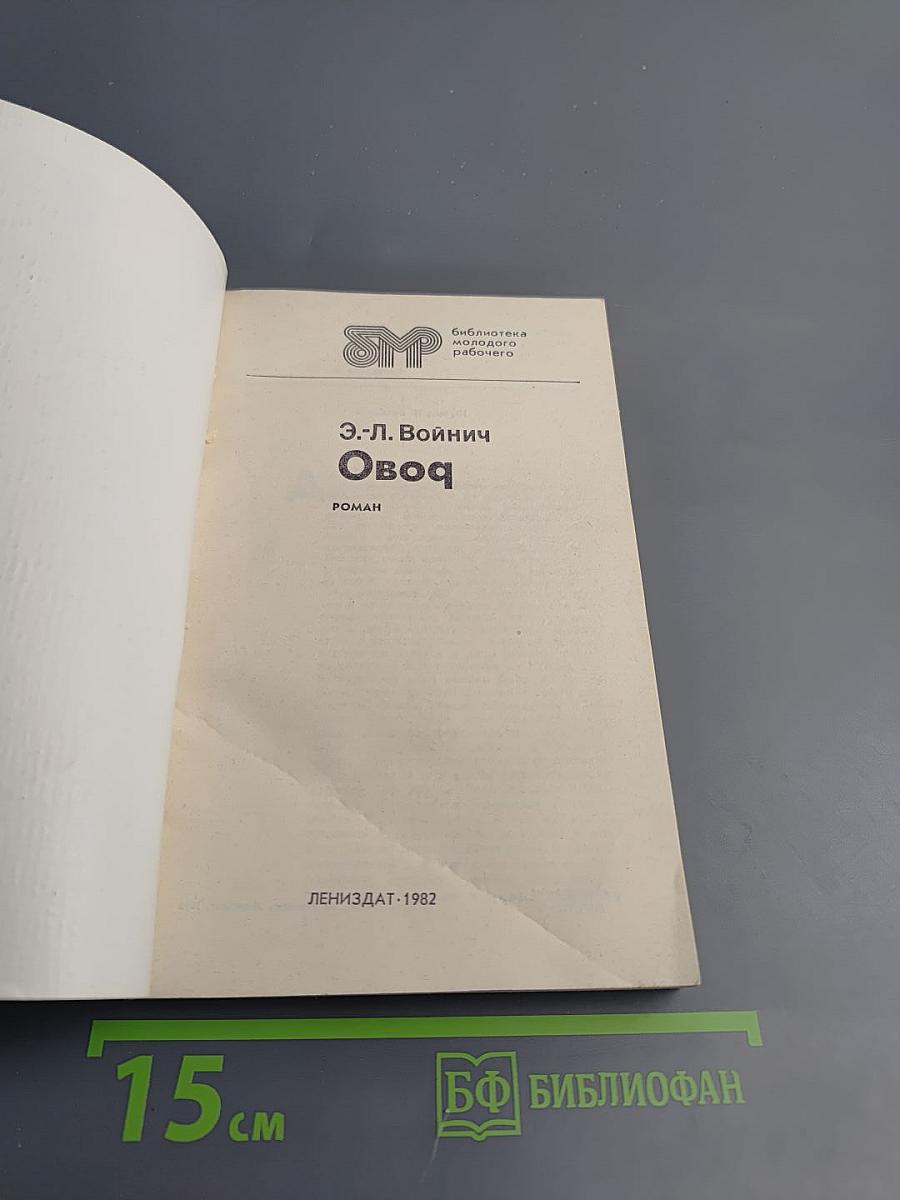 бмр
библиотека
молодого
рабочего
Э.-Л. Войнич
Овод
РОМАН
ЛЕНИЗДАТ · 1982
15 см
БФ БИБЛИОФАН